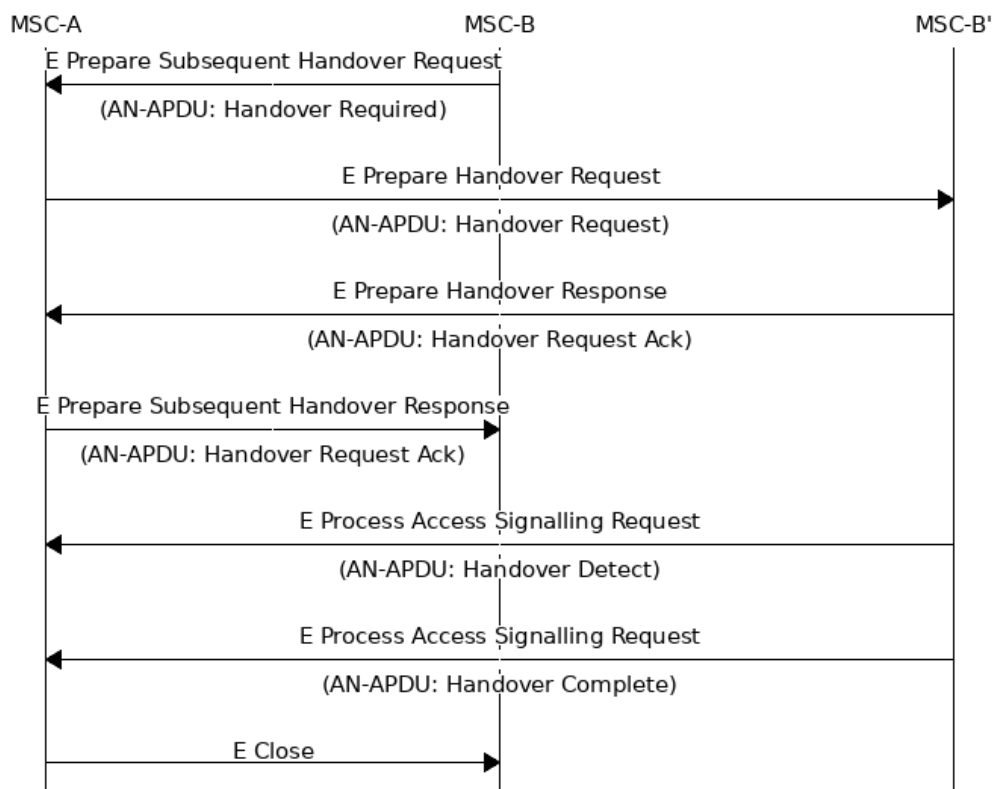 MSC-A MSC-B MSC-B'
E Prepare Subsequent Handover Request
(AN-APDU: Handover Required)
E Prepare Handover Request
(AN-APDU: Handover Request)
E Prepare Handover Response
(AN-APDU: Handover Request Ack)
E Prepare Subsequent Handover Response
(AN-APDU: Handover Request Ack)
E Process Access Signalling Request
(AN-APDU: Handover Detect)
E Process Access Signalling Request
(AN-APDU: Handover Complete)
E Close